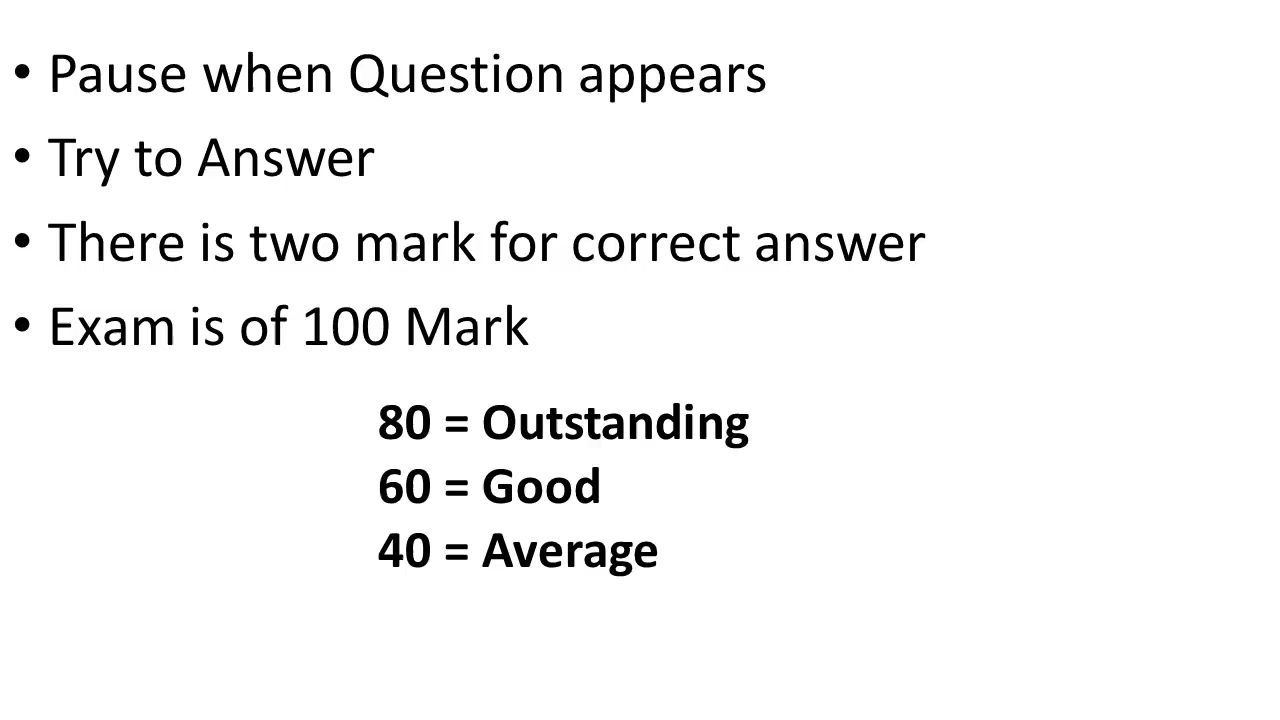 • Pause when Question appears
• Try to Answer
• There is two mark for correct answer
• Exam is of 100 Mark
80 = Outstanding
60 = Good
40 = Average